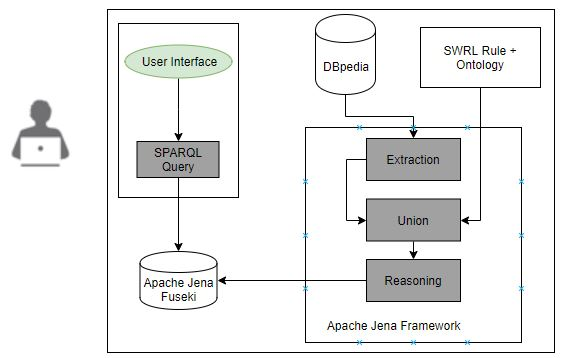 User Interface
SPARQL
Query
Apache Jena
Fuseki
DBpedia
SWRL Rule +
Ontology
Extraction
Union
Reasoning
Apache Jena Framework